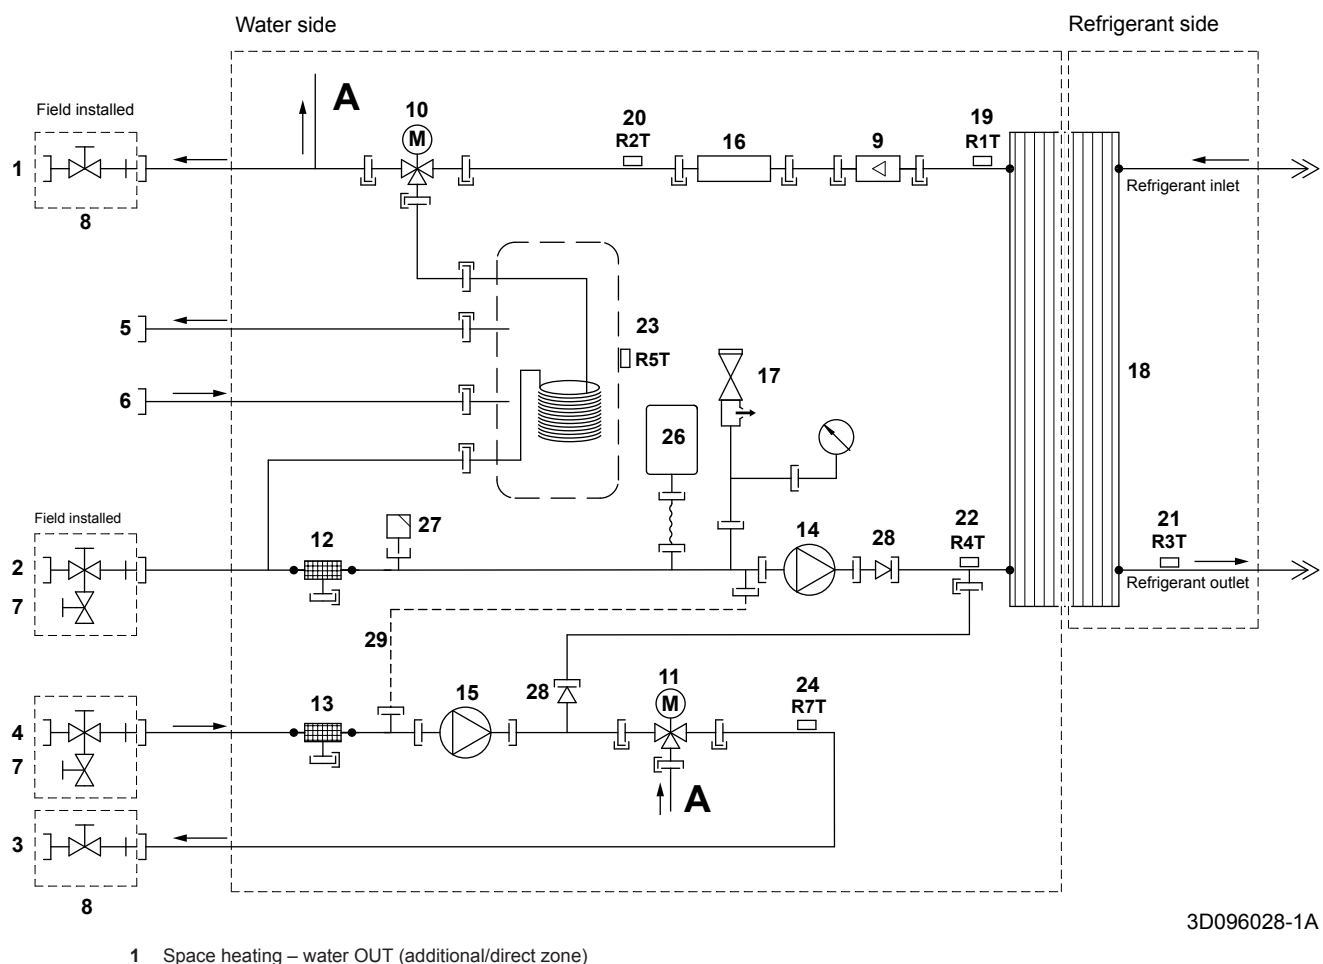 Water side
Refrigerant side
Field installed
A
10
M
20
R2T
16
9
19
R1T
1
8
Refrigerant inlet
5
23
R5T
17
18
6
26
Field installed
27
12
14
28
22
R4T
21
R3T
2
7
Refrigerant outlet
29
13
15
28
11
M
24
R7T
4
7
A
3
8
3D096028-1A
1 Space heating – water OUT (additional/direct zone)